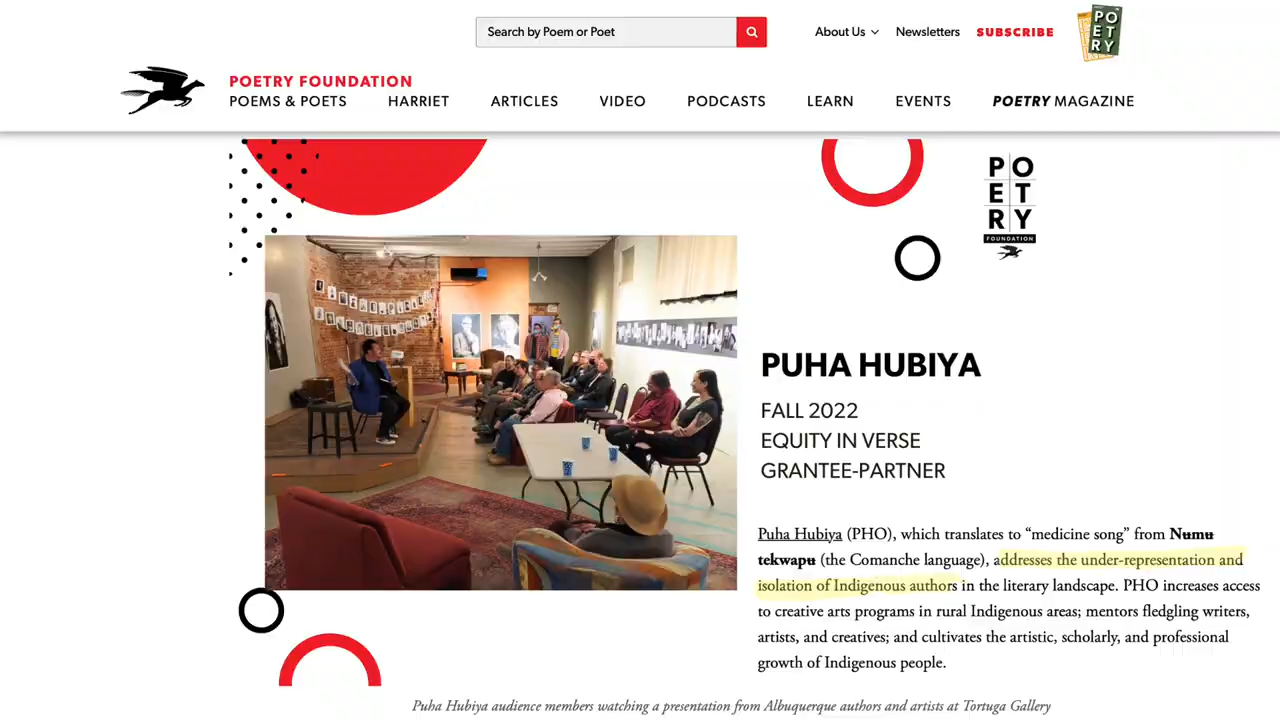 Search by Poem or Poet
About Us
Newsletters
SUBSCRIBE
PO
ET
RY
POETRY FOUNDATION
POEMS & POETS
HARRIET
ARTICLES
VIDEO
PODCASTS
LEARN
EVENTS
POETRY MAGAZINE
PO
ET
RY
FOUNDATION
PUHA HUBIYA
FALL 2022
EQUITY IN VERSE
GRANTEE-PARTNER
Puha Hubiya (PHO), which translates to “medicine song” from Nʉmʉ
tekwapʉ (the Comanche language), addresses the under-representation and
isolation of Indigenous authors in the literary landscape. PHO increases access
to creative arts programs in rural Indigenous areas; mentors fledgling writers,
artists, and creatives; and cultivates the artistic, scholarly, and professional
growth of Indigenous people.
Puha Hubiya audience members watching a presentation from Albuquerque authors and artists at Tortuga Gallery